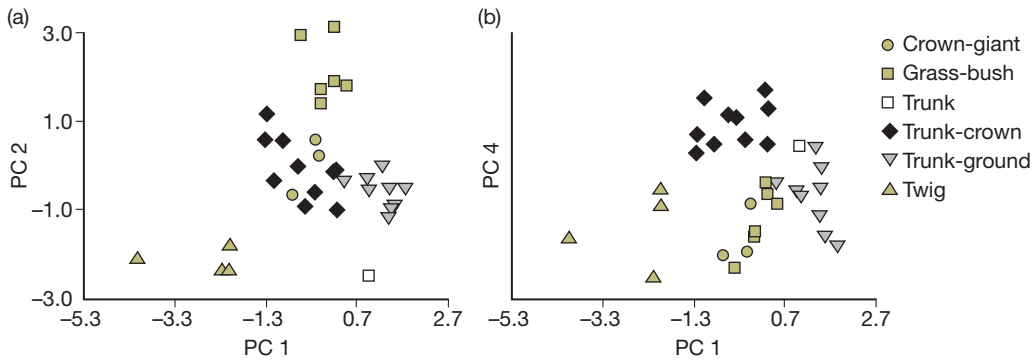 (a)
3.0
1.0
−1.0
−3.0
PC 2
−5.3
−3.3
−1.3
0.7
2.7
PC 1
(b)
PC 4
−5.3
−3.3
−1.3
0.7
2.7
PC 1
Crown-giant
Grass-bush
Trunk
Trunk-crown
Trunk-ground
Twig